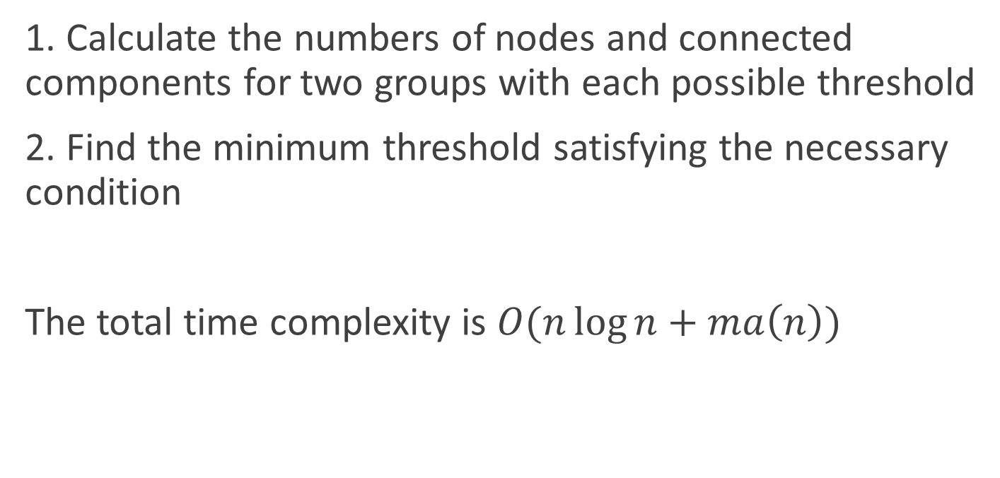 1. Calculate the numbers of nodes and connected
components for two groups with each possible threshold
2. Find the minimum threshold satisfying the necessary
condition
The total time complexity is 𝑂(𝑛 log 𝑛 + 𝑚𝑎(𝑛))